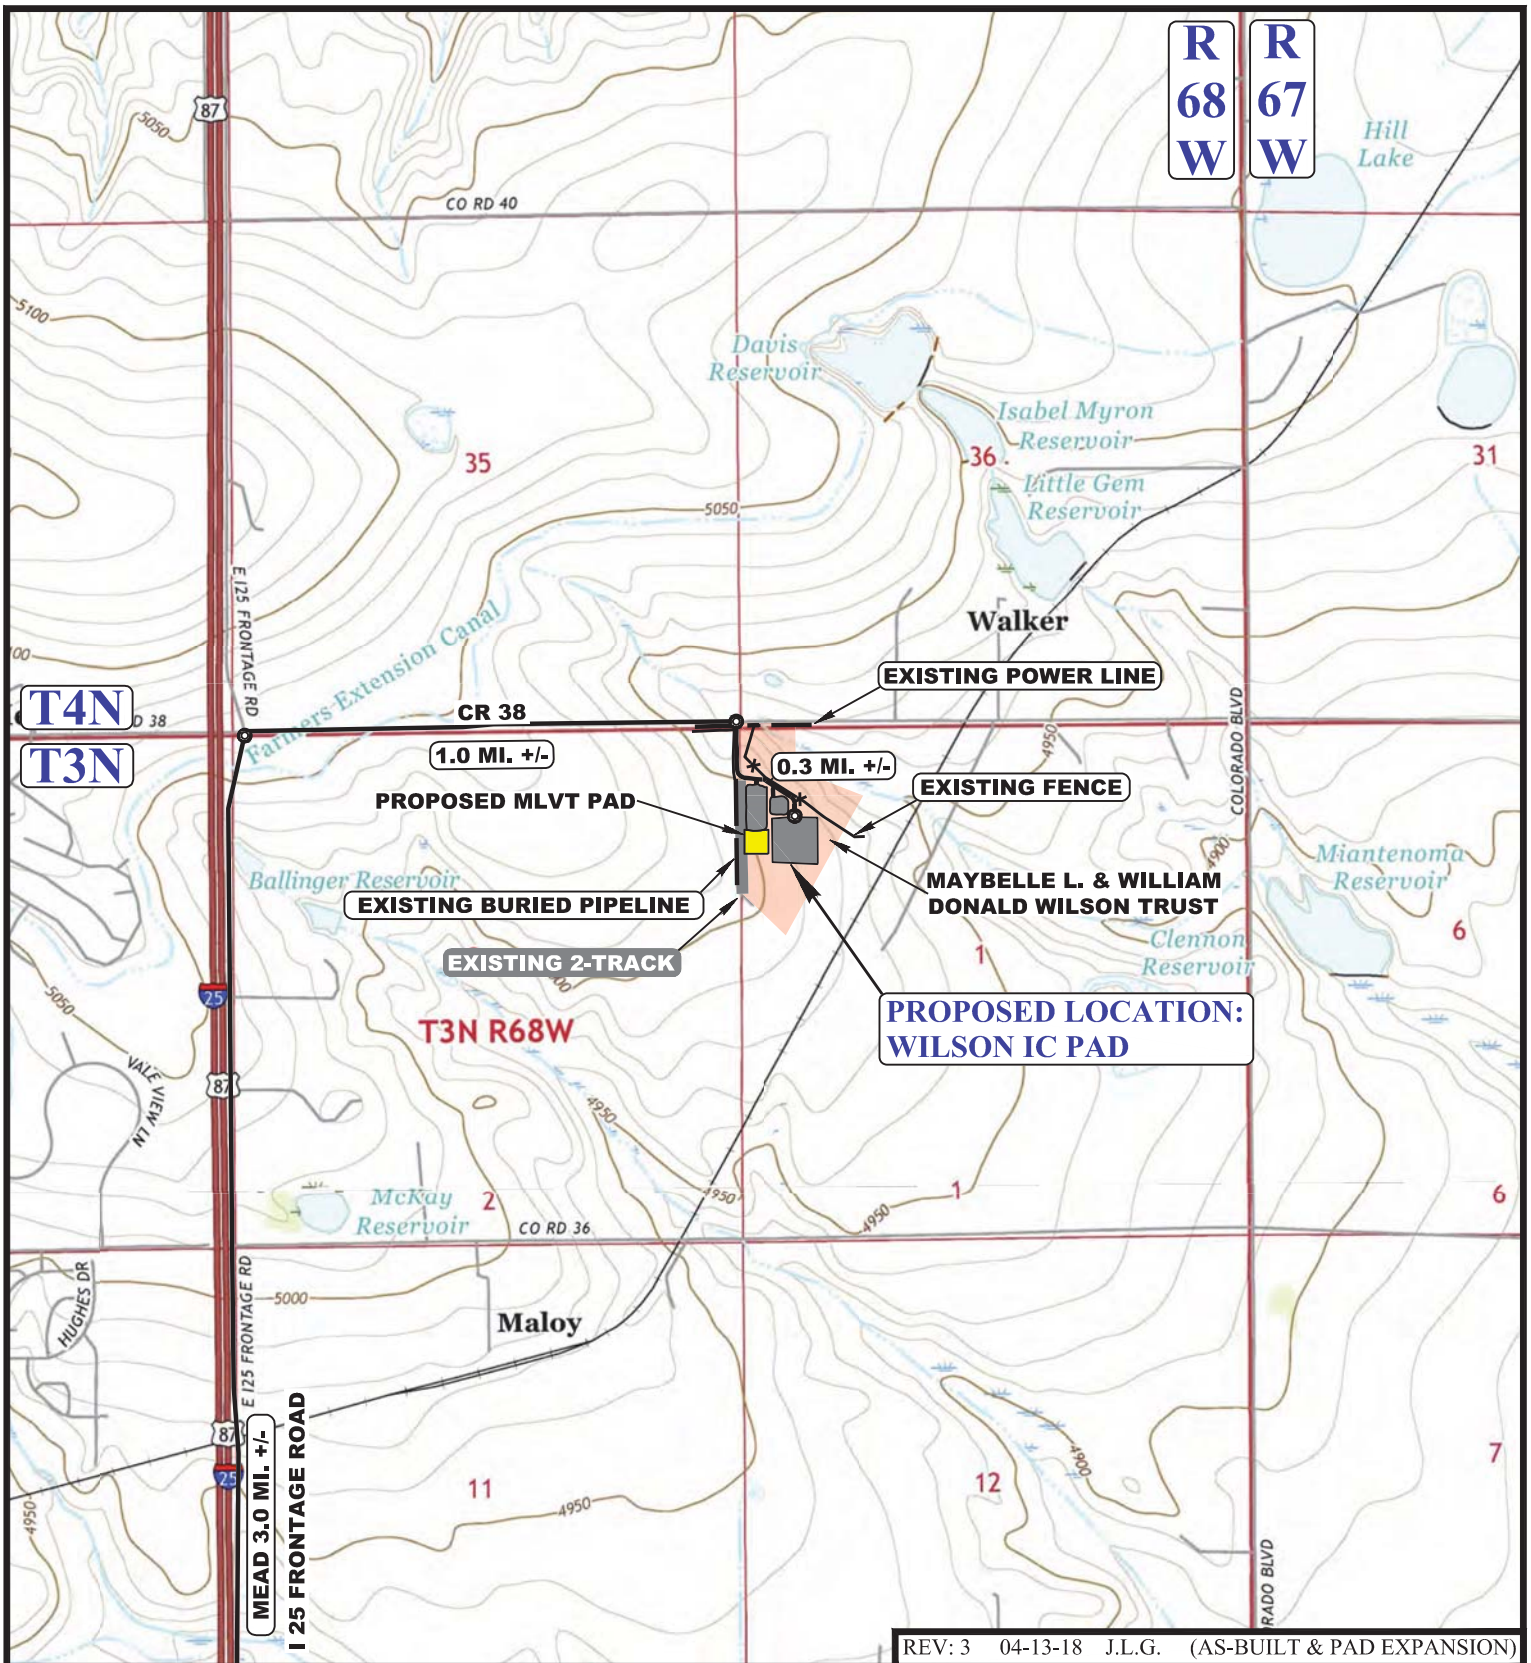 R
68
W
R
67
W
87
5050
CO RD 40
Hill
Lake
5100
Davis
Reservoir
Isabel Myron
Reservoir
35
36
31
Little Gem
Reservoir
5050
E I25 FRONTAGE RD
Farmers Extension Canal
Walker
EXISTING POWER LINE
T4N
D 38
T3N
CR 38
1.0 MI. +/-
0.3 MI. +/-
4950
COLORADO BLVD
EXISTING FENCE
PROPOSED MLVT PAD
4900
Miantenoma
Reservoir
Ballinger Reservoir
EXISTING BURIED PIPELINE
MAYBELLE L. & WILLIAM
DONALD WILSON TRUST
6
EXISTING 2-TRACK
1
Clennon
Reservoir
25
5050
T3N R68W
PROPOSED LOCATION:
WILSON IC PAD
VALE VIEW LN
87
4950
McKay
Reservoir
2
4950
1
4950
6
CO RD 36
HUGHES DR
E I25 FRONTAGE RD
5000
Maloy
87
25
MEAD 3.0 MI. +/-
I 25 FRONTAGE ROAD
11
4950
12
4900
7
4950
RADO BLVD
REV: 3 04-13-18 J.L.G. (AS-BUILT & PAD EXPANSION)